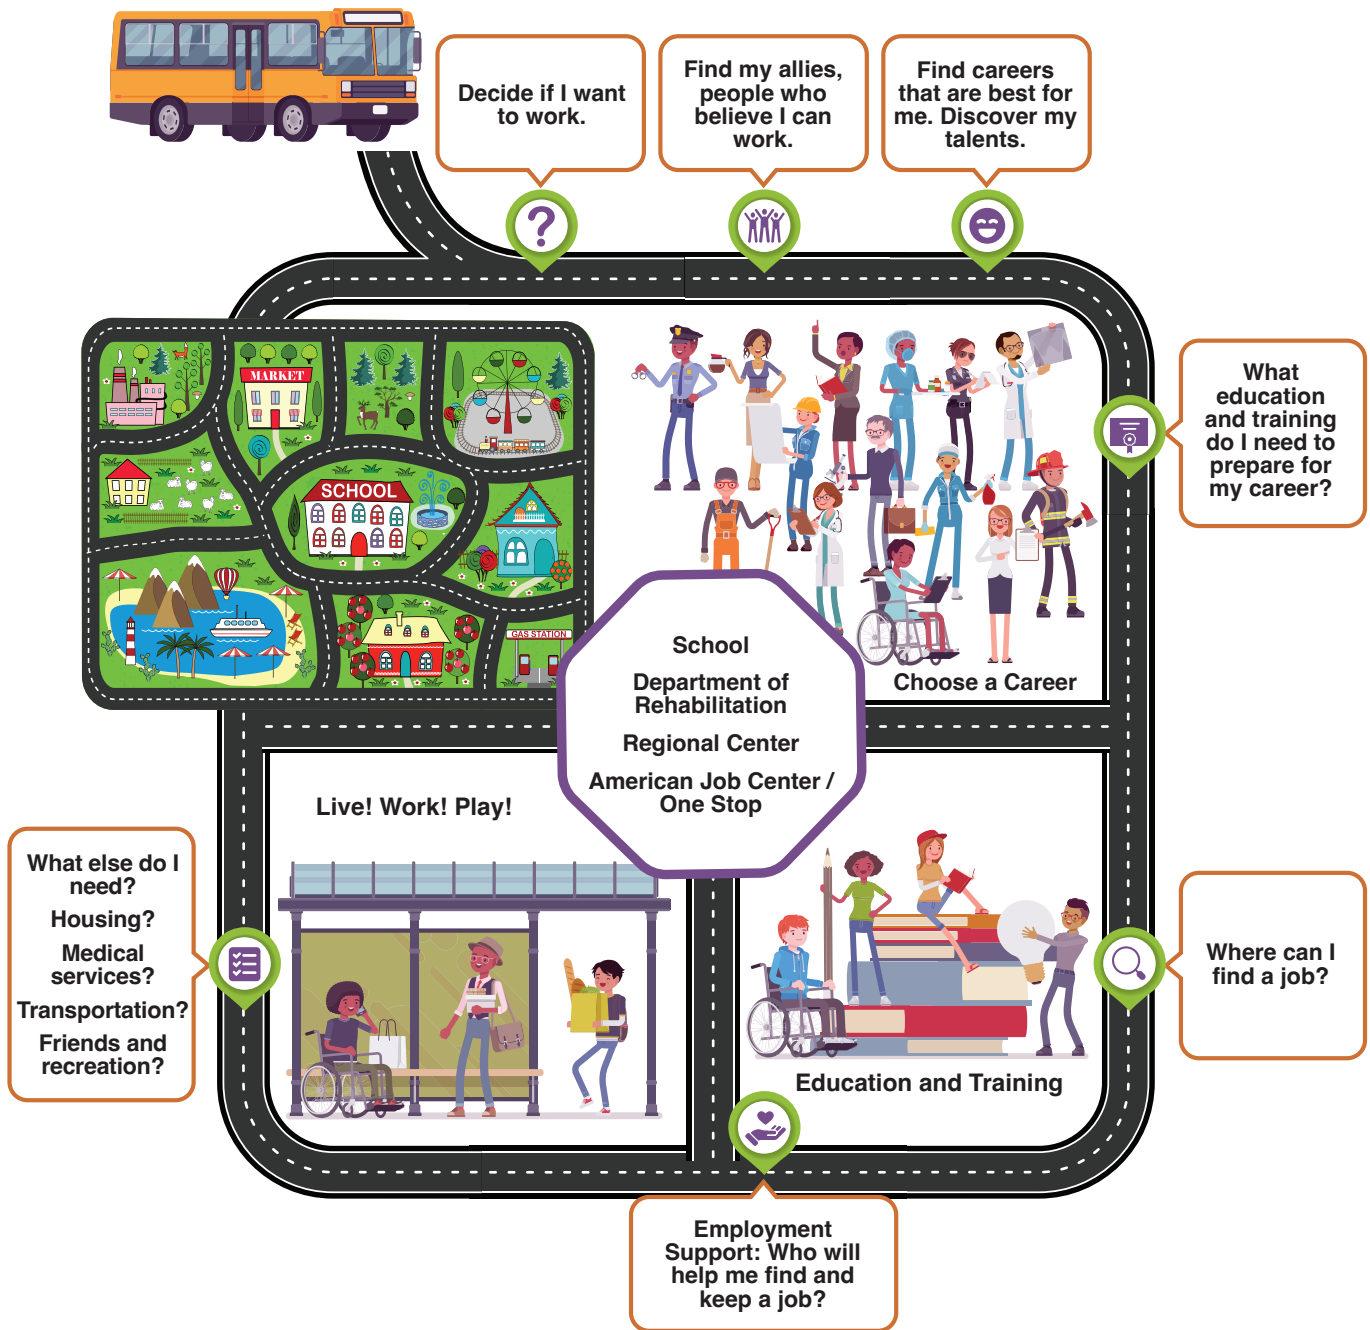 Decide if I want
to work.
Find my allies,
people who
believe I can
work.
Find careers
that are best for
me. Discover my
talents.
What
education
and training
do I need to
prepare for
my career?
MARKET
SCHOOL
GAS STATION
Choose a Career
School
Department of
Rehabilitation
Regional Center
American Job Center /
One Stop
Live! Work! Play!
What else do I
need?
Housing?
Medical
services?
Transportation?
Friends and
recreation?
Where can I
find a job?
Education and Training
Employment
Support: Who will
help me find and
keep a job?